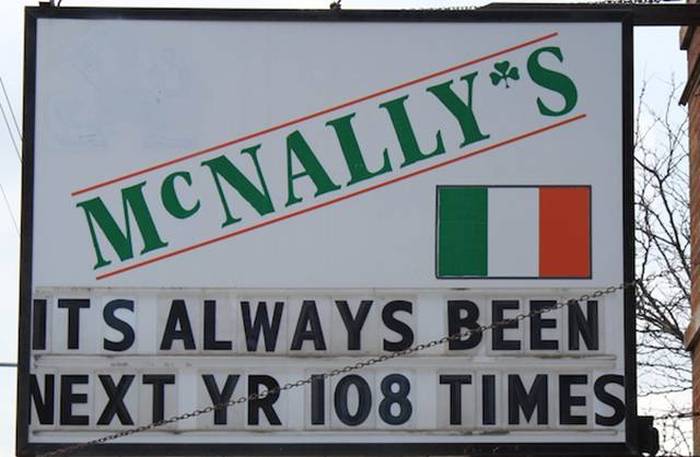 McNALLY'S
ITS ALWAYS BEEN
NEXT YR 108 TIMES